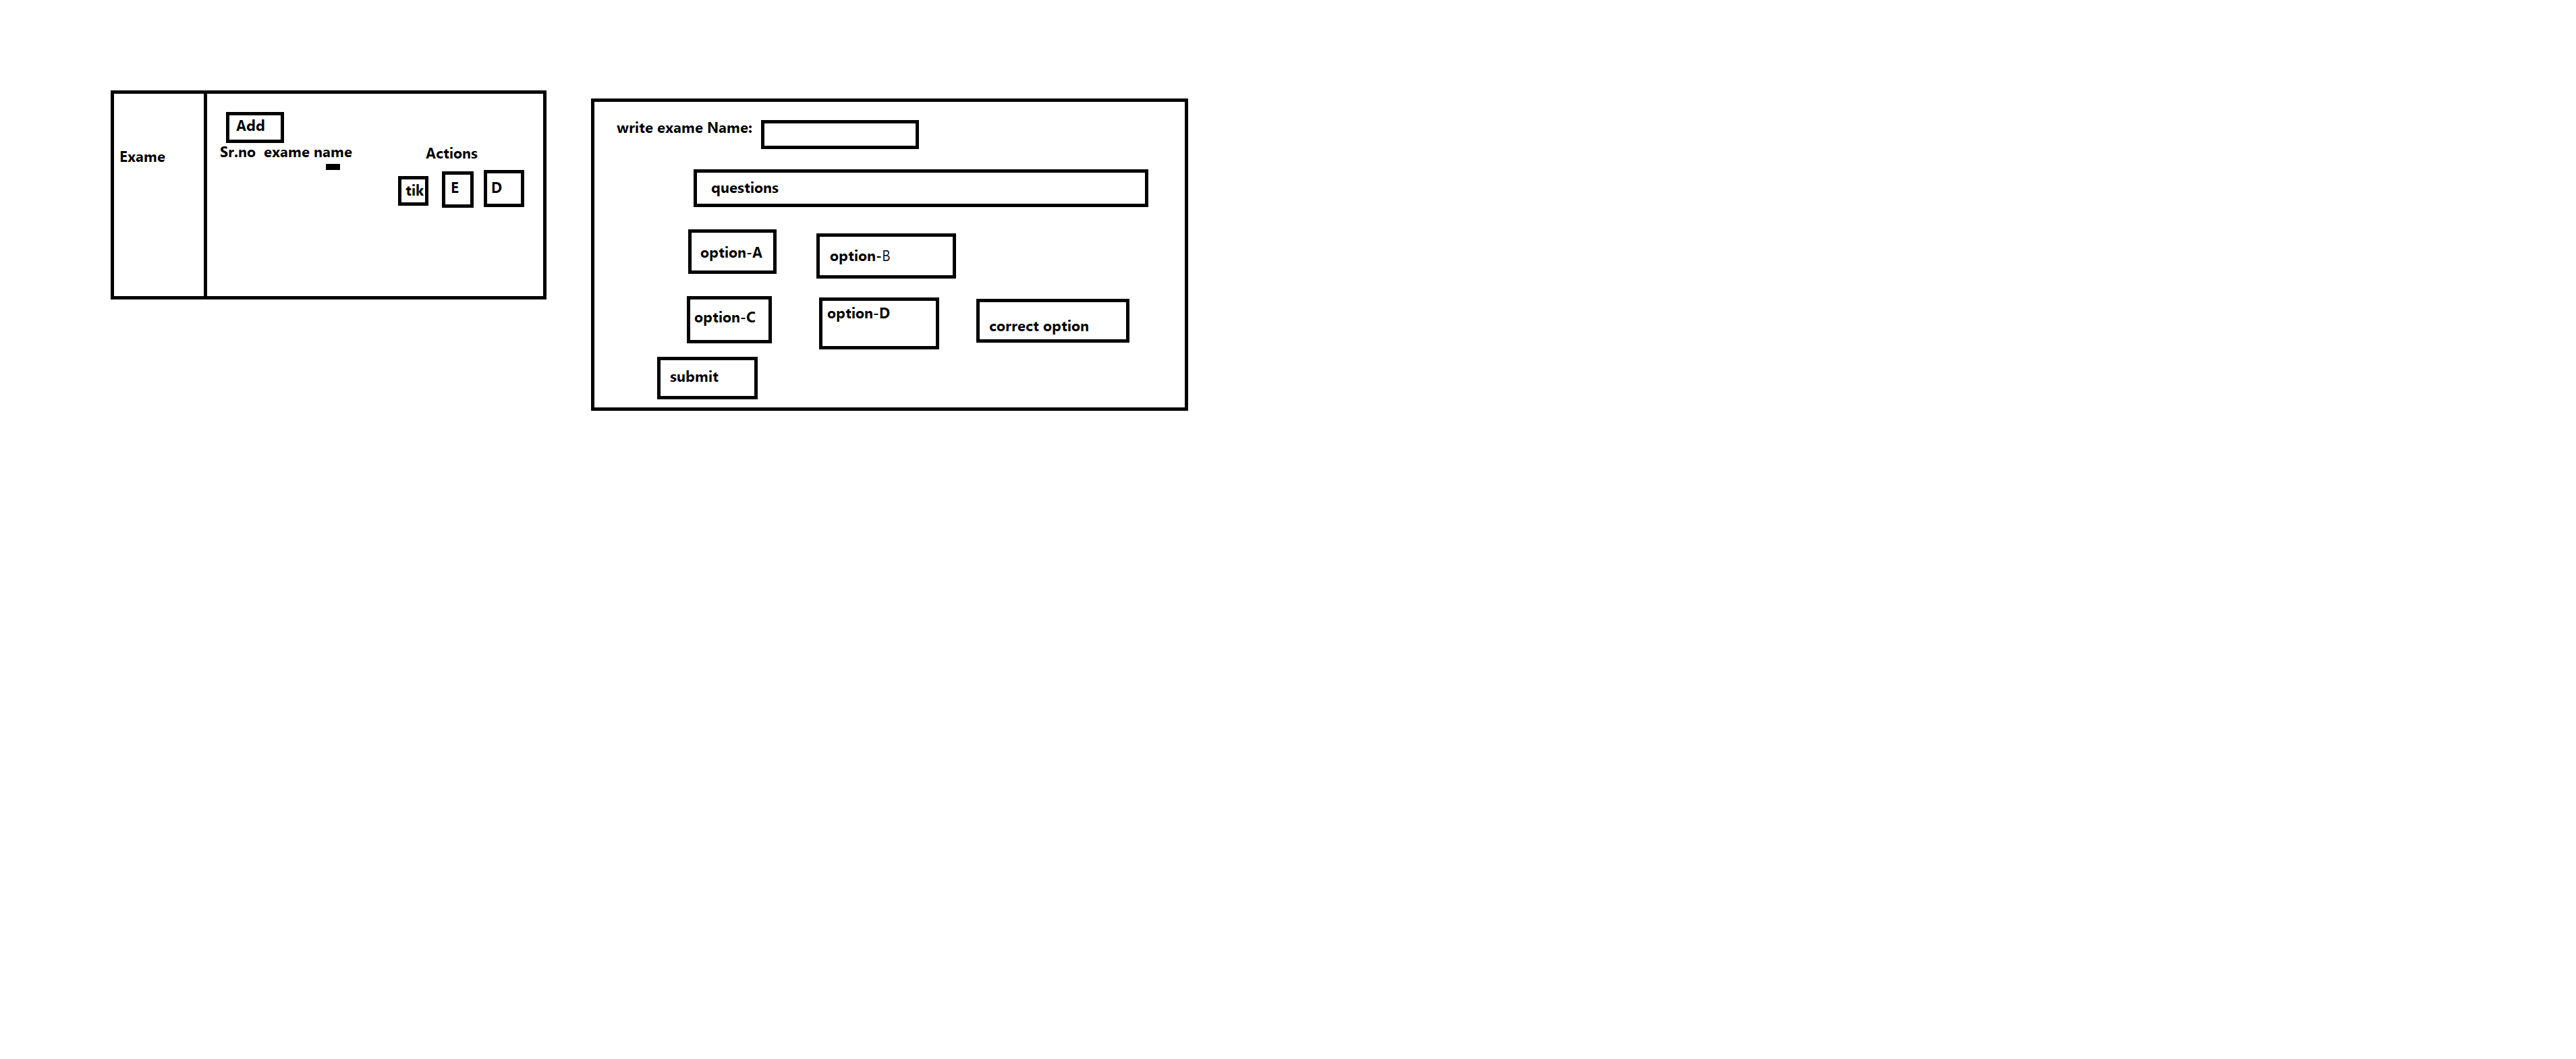 Add
Sr.no  exame name
Actions
Exame
tik
E
D
write exame Name:
questions
option-A
option-B
option-C
option-D
correct option
submit